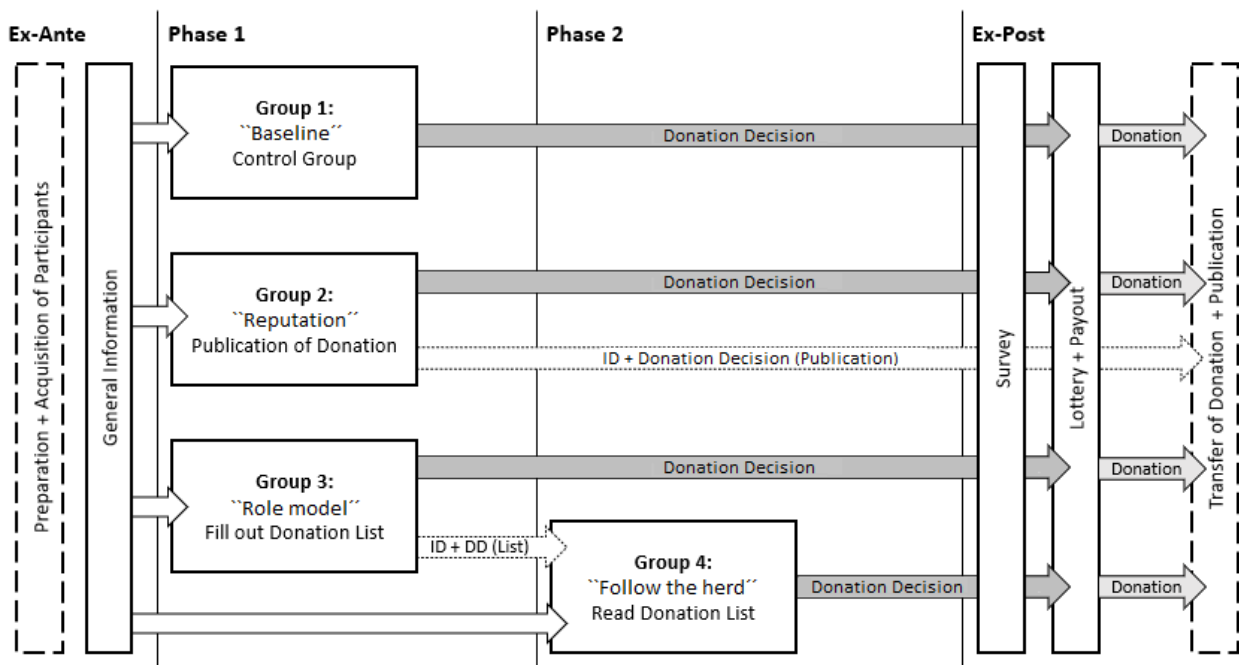 Ex-Ante
Phase 1
Phase 2
Ex-Post
Preparation + Acquisition of Participants
General Information
Group 1:
``Baseline´´
Control Group
Donation Decision
Donation
Group 2:
``Reputation´´
Publication of Donation
Donation Decision
Donation
ID + Donation Decision (Publication)
Group 3:
``Role model´´
Fill out Donation List
Donation Decision
Donation
ID + DD (List)
Group 4:
``Follow the herd´´
Read Donation List
Donation Decision
Donation
Survey
Lottery + Payout
Transfer of Donation + Publication